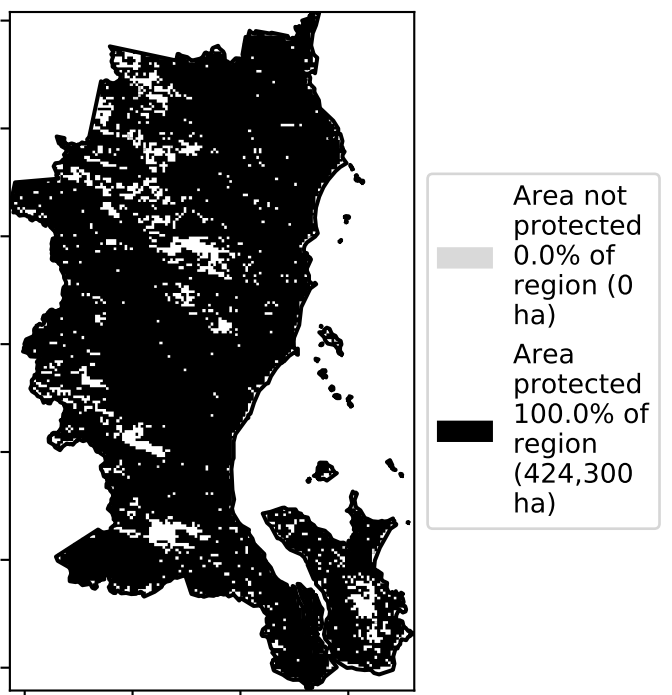 Area not
protected
0.0% of
region (0
ha)
Area
protected
100.0% of
region
(424,300
ha)